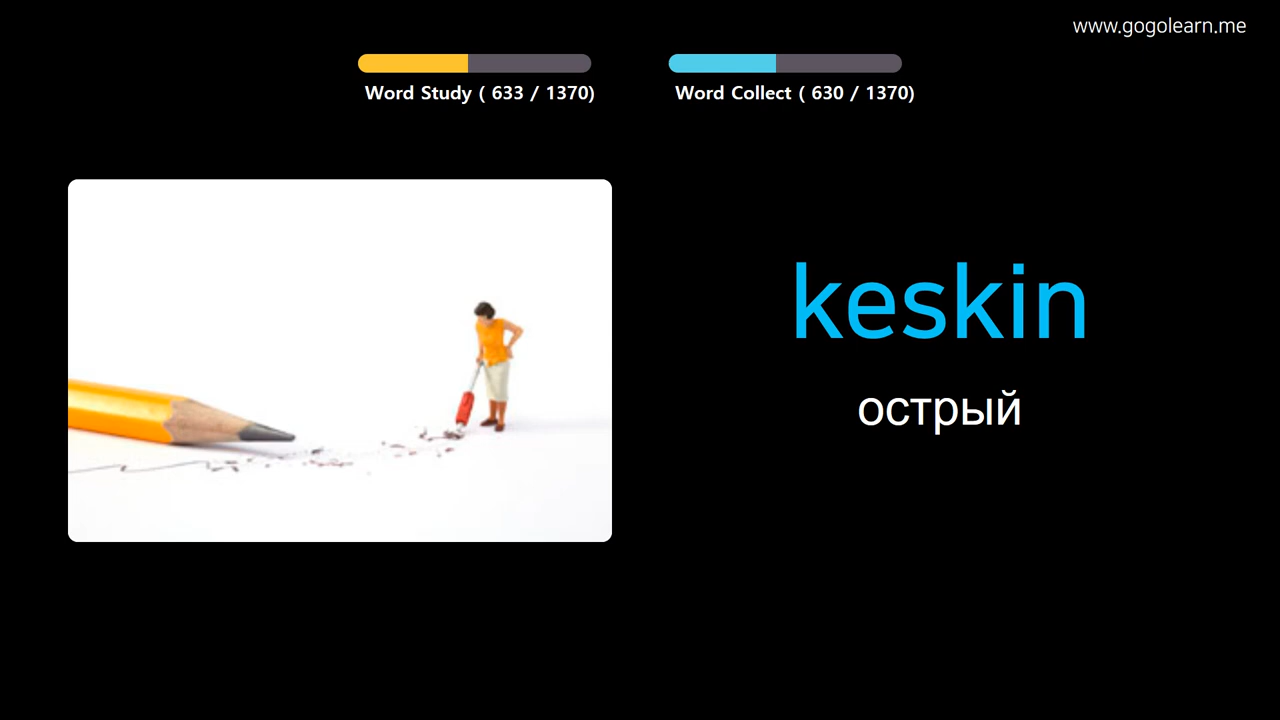 www.gogolearn.me
Word Study ( 633 / 1370)
Word Collect ( 630 / 1370)
keskin
острый